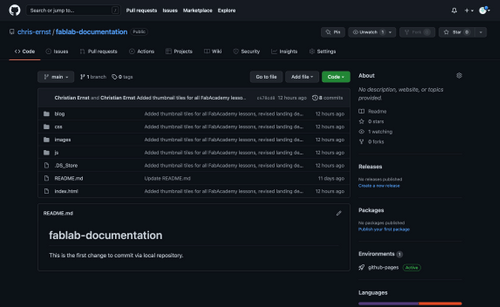 Search or jump to...
Pull requests Issues Marketplace Explore
chris-ernst / fablab-documentation Public
Pin Unwatch 1 Star 0
Code Issues Pull requests Actions Projects Wiki Security Insights Settings
main 1 branch 0 tags Go to file Add file Code
Christian Ernst and Christian Ernst Added thumbnail tiles for all FabAcademy less... 12 hours ago 8 commits
blog Added thumbnail tiles for all FabAcademy lessons, revised landing de... 12 hours ago
css Added thumbnail tiles for all FabAcademy lessons, revised landing de... 12 hours ago
images Added thumbnail tiles for all FabAcademy lessons, revised landing de... 12 hours ago
js Added thumbnail tiles for all FabAcademy lessons, revised landing de... 12 hours ago
.DS_Store Added thumbnail tiles for all FabAcademy lessons, revised landing de... 12 hours ago
README.md Update README.md 11 days ago
index.html Added thumbnail tiles for all FabAcademy lessons, revised landing de... 12 hours ago
README.md
fablab-documentation
This is the first change to commit via local repository.
About
No description, website, or topics
provided.
Readme
0 stars
1 watching
0 forks
Releases
No releases published
Create a new release
Packages
No packages published
Publish your first package
Environments 1
github-pages Active
Languages